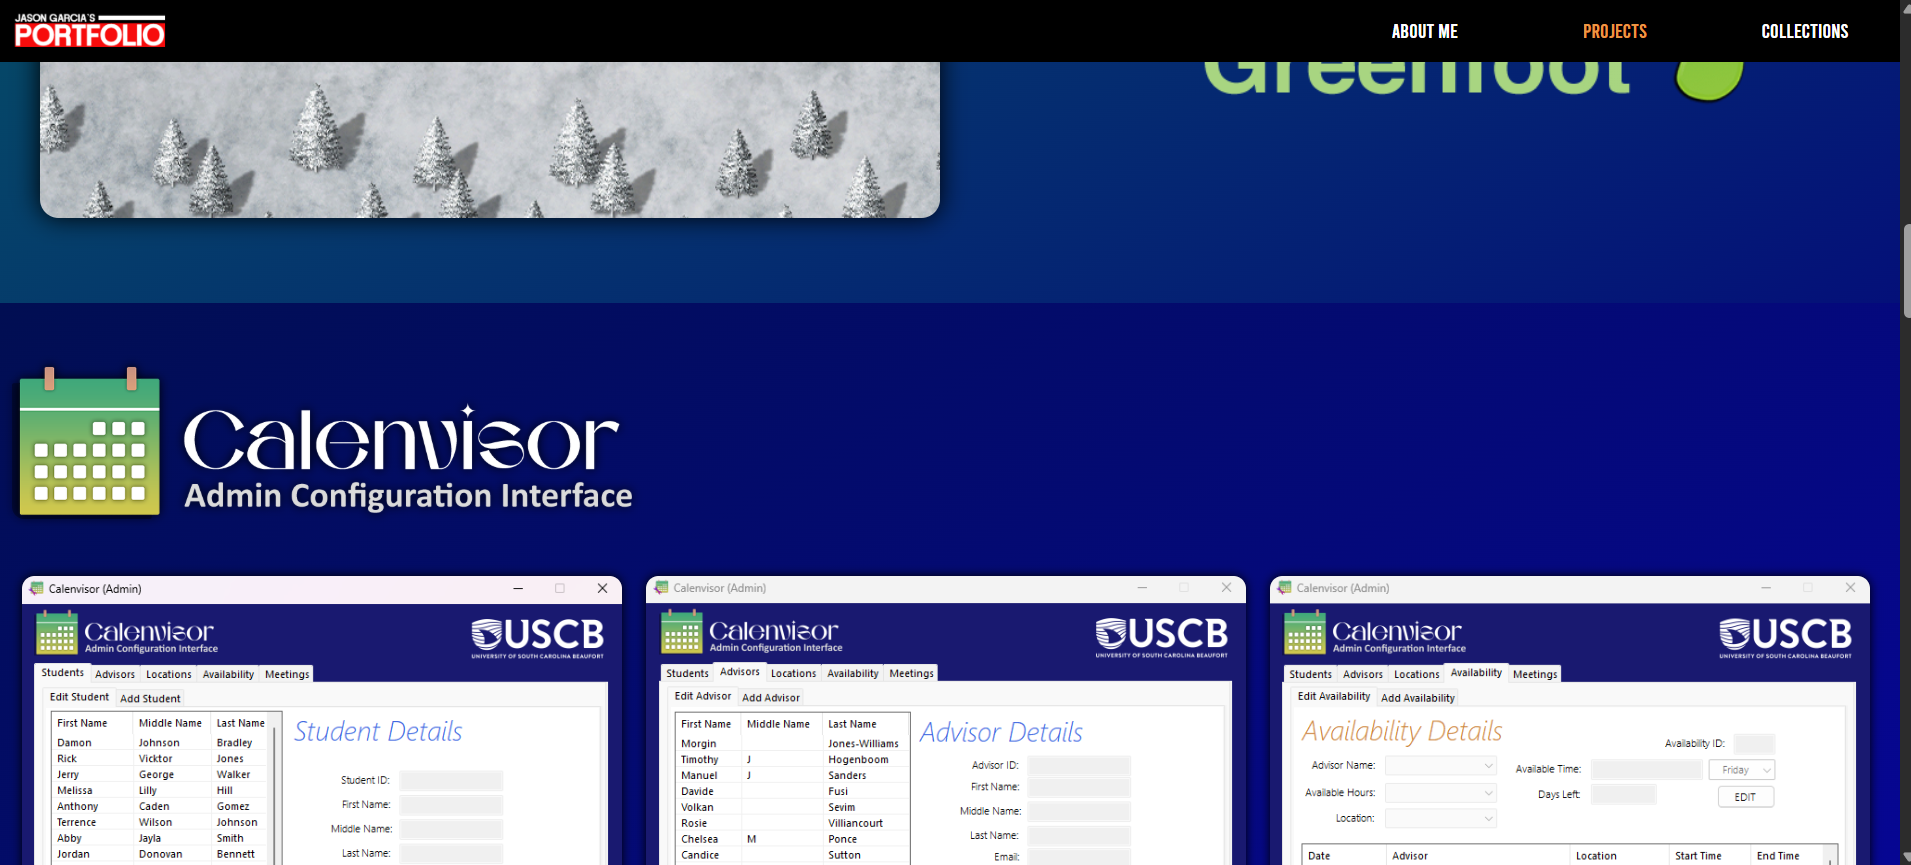 JASON GARCIA'S
PORTFOLIO
ABOUT ME
PROJECTS
COLLECTIONS
Greenfoot
Calenvisor
Admin Configuration Interface
Calenvisor (Admin)
Calenvisor
Admin Configuration Interface
USCB
UNIVERSITY OF SOUTH CAROLINA BEAUFORT
Students Advisors Locations Availability Meetings
Edit Student Add Student
First Name Middle Name Last Name
Damon Johnson Bradley
Rick Vicktor Jones
Jerry George Walker
Melissa Lilly Hill
Anthony Caden Gomez
Terrence Wilson Johnson
Abby Jayla Smith
Jordan Donovan Bennett
Student Details
Student ID:
First Name:
Middle Name:
Last Name:
Calenvisor (Admin)
Calenvisor
Admin Configuration Interface
USCB
UNIVERSITY OF SOUTH CAROLINA BEAUFORT
Students Advisors Locations Availability Meetings
Edit Advisor Add Advisor
First Name Middle Name Last Name
Morgin Jones-Williams
Timothy J Hogenboom
Manuel J Sanders
Davide Fusi
Volkan Sevim
Rosie Villiancourt
Chelsea M Ponce
Candice Sutton
Advisor Details
Advisor ID:
First Name:
Middle Name:
Last Name:
Email:
Calenvisor (Admin)
Calenvisor
Admin Configuration Interface
USCB
UNIVERSITY OF SOUTH CAROLINA BEAUFORT
Students Advisors Locations Availability Meetings
Edit Availability Add Availability
Availability Details
Availability ID:
Advisor Name:
Available Time:
Friday
Available Hours:
Days Left:
EDIT
Location:
Date Advisor Location Start Time End Time